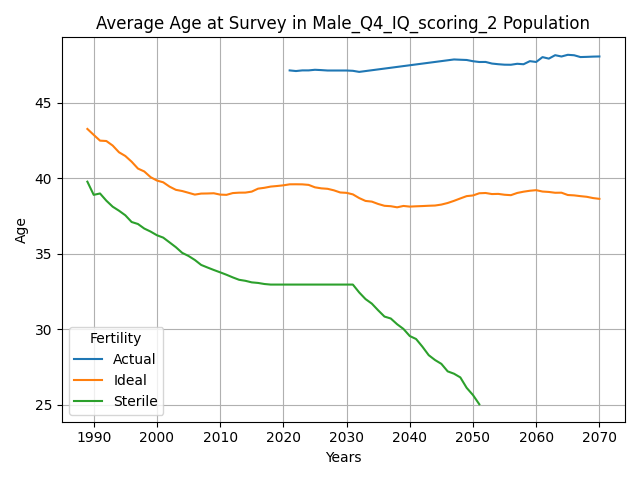 Average Age at Survey in Male_Q4_IQ_scoring_2 Population
Age
45
40
35
30
25
Fertility
Actual
Ideal
Sterile
1990 2000 2010 2020 2030 2040 2050 2060 2070
Years